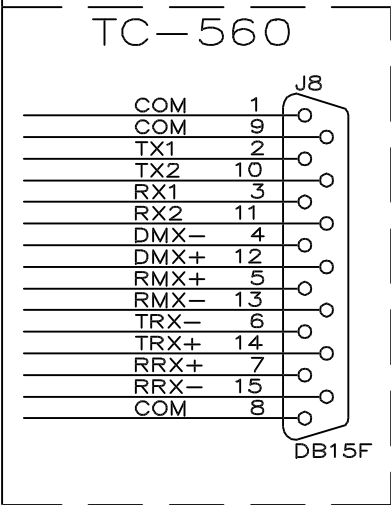 TC-560
J8
COM 1
COM 9
TX1 2
TX2 10
RX1 3
RX2 11
DMX- 4
DMX+ 12
RMX+ 5
RMX- 13
TRX- 6
TRX+ 14
RRX+ 7
RRX- 15
COM 8
DB15F